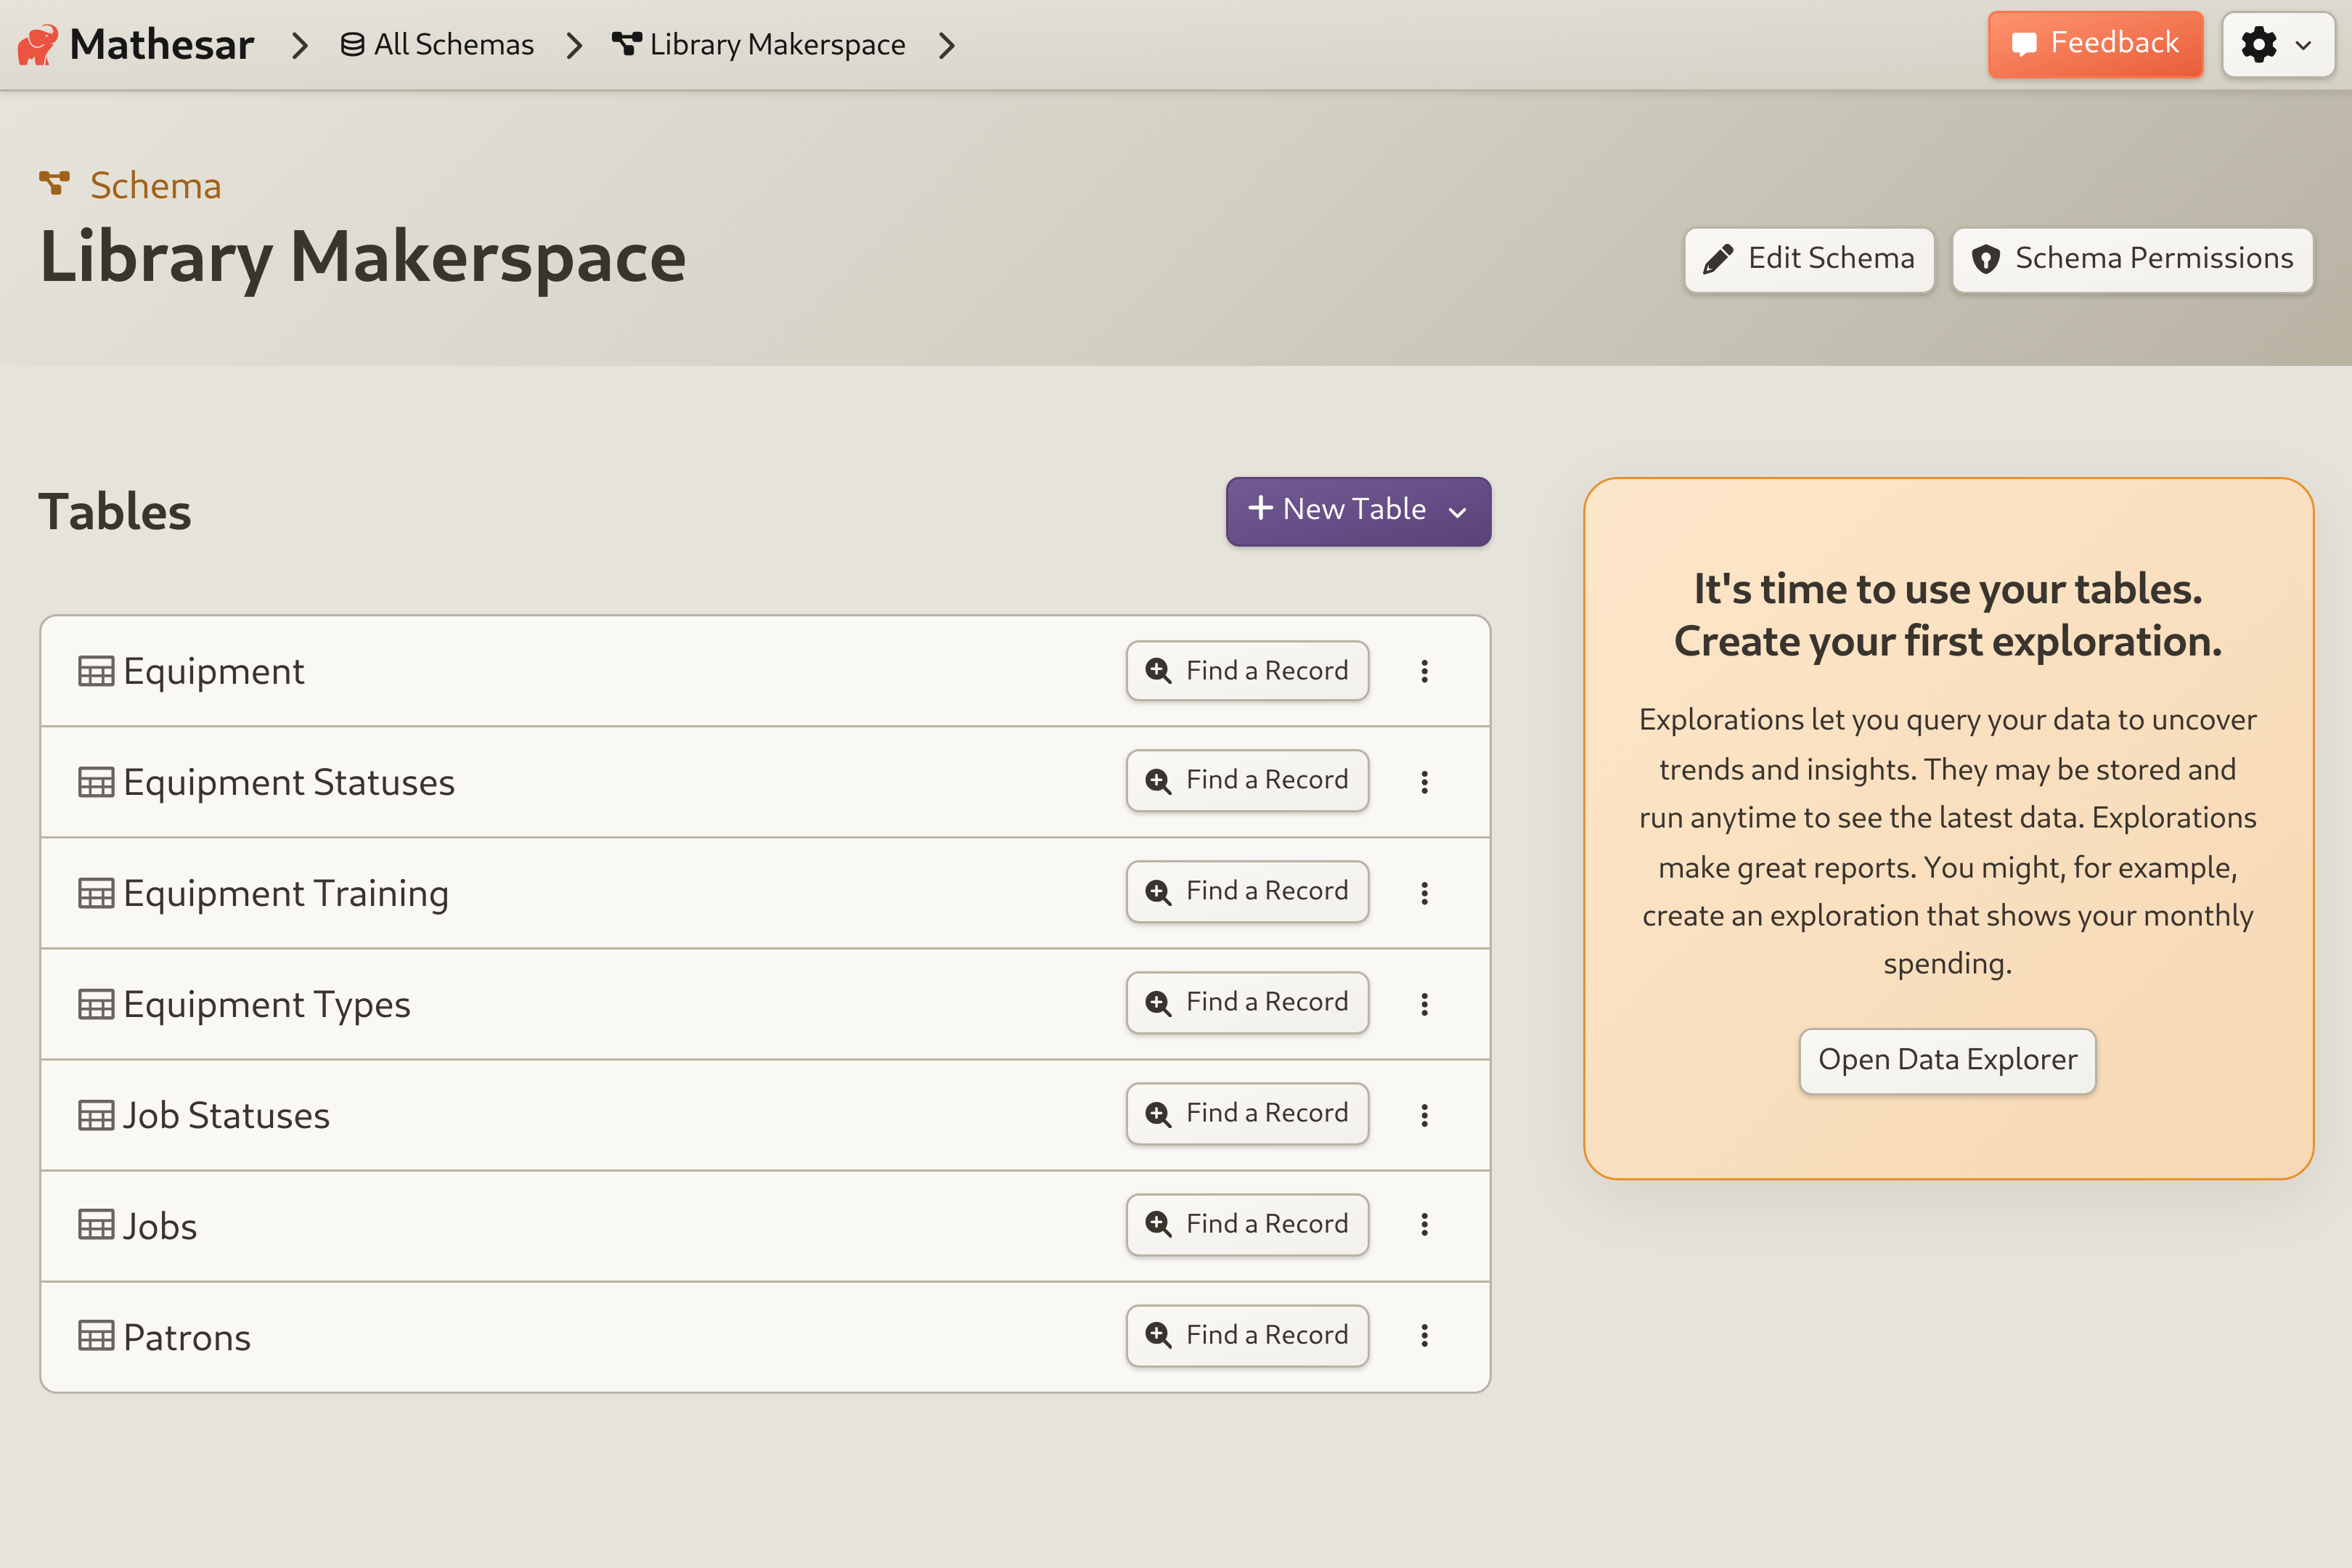 Mathesar All Schemas Library Makerspace Feedback
Schema
Library Makerspace
Edit Schema Schema Permissions
Tables
New Table
Equipment Find a Record
Equipment Statuses Find a Record
Equipment Training Find a Record
Equipment Types Find a Record
Job Statuses Find a Record
Jobs Find a Record
Patrons Find a Record
It's time to use your tables.
Create your first exploration.
Explorations let you query your data to uncover
trends and insights. They may be stored and
run anytime to see the latest data. Explorations
make great reports. You might, for example,
create an exploration that shows your monthly
spending.
Open Data Explorer